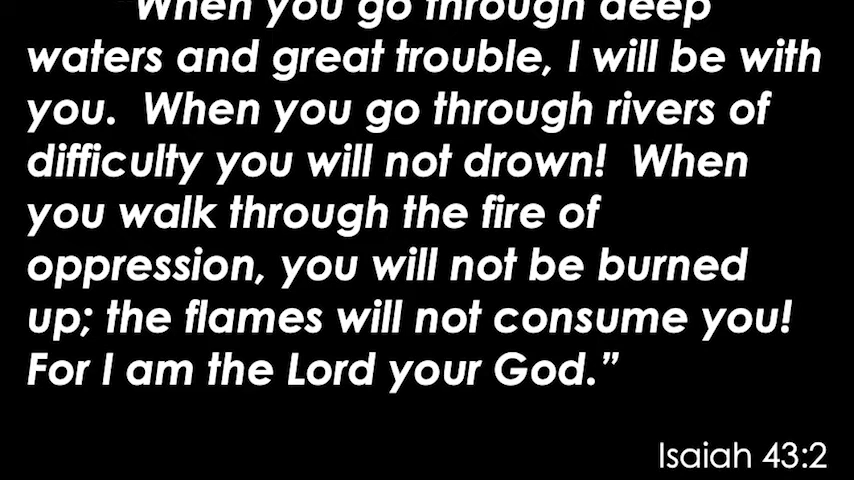 "When you go through deep
waters and great trouble, I will be with
you.  When you go through rivers of
difficulty you will not drown!  When
you walk through the fire of
oppression, you will not be burned
up; the flames will not consume you!
For I am the Lord your God.”
Isaiah 43:2